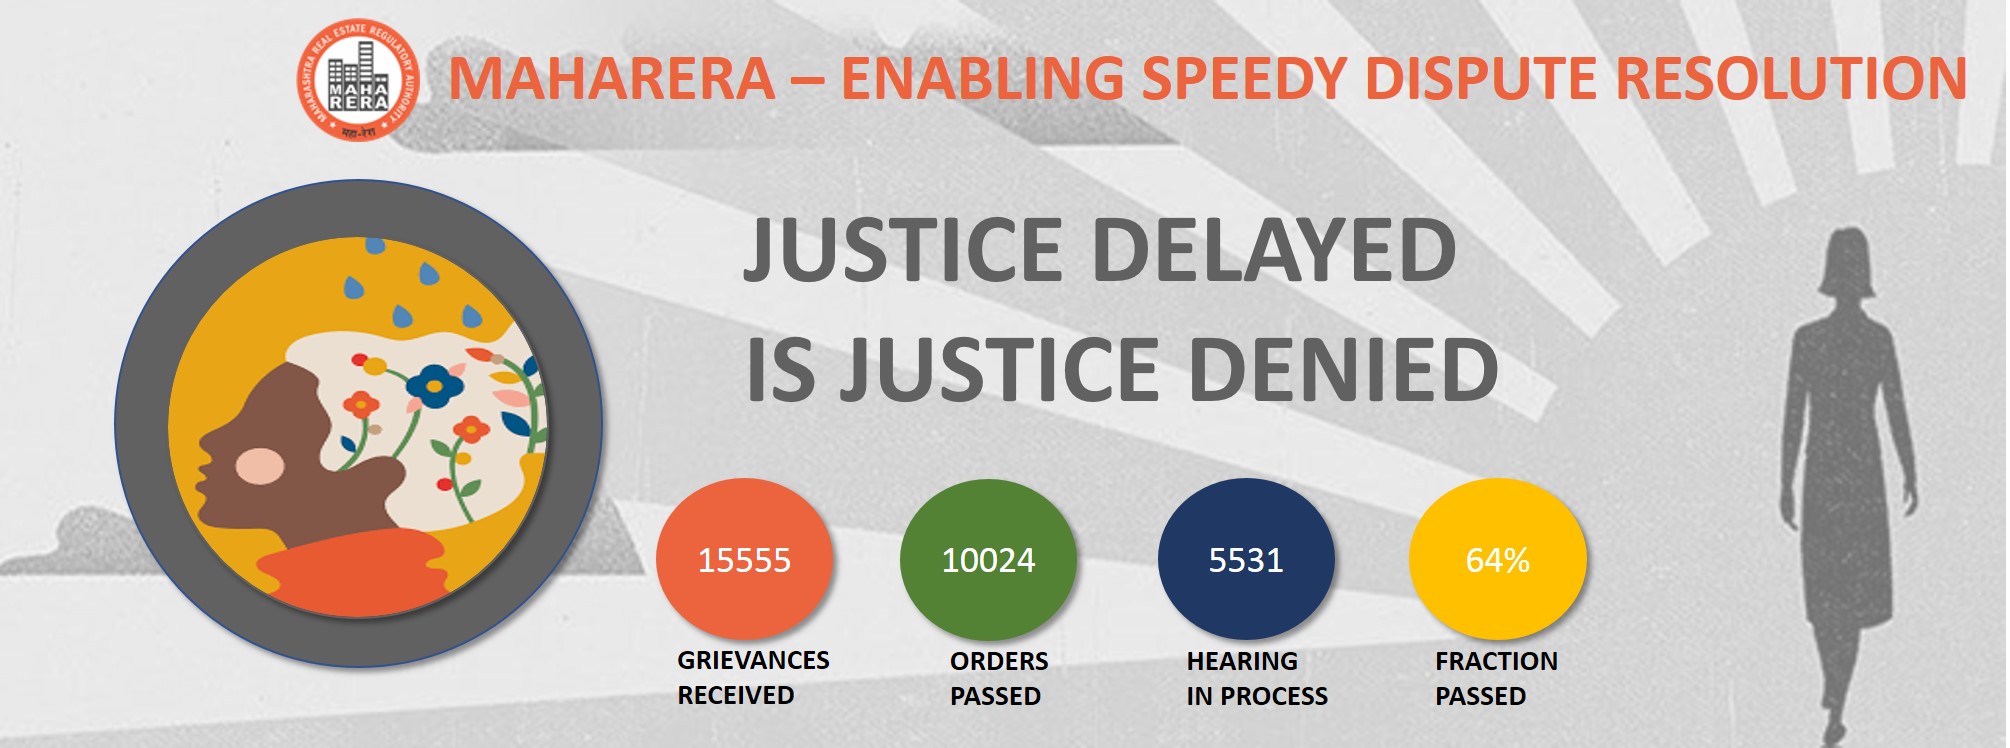 MAHARASHTRA REAL ESTATE REGULATORY AUTHORITY
MAHA
RERA
महा-रेरा
MAHARERA – ENABLING SPEEDY DISPUTE RESOLUTION
JUSTICE DELAYED
IS JUSTICE DENIED
15555
10024
5531
64%
GRIEVANCES
RECEIVED
ORDERS
PASSED
HEARING
IN PROCESS
FRACTION
PASSED